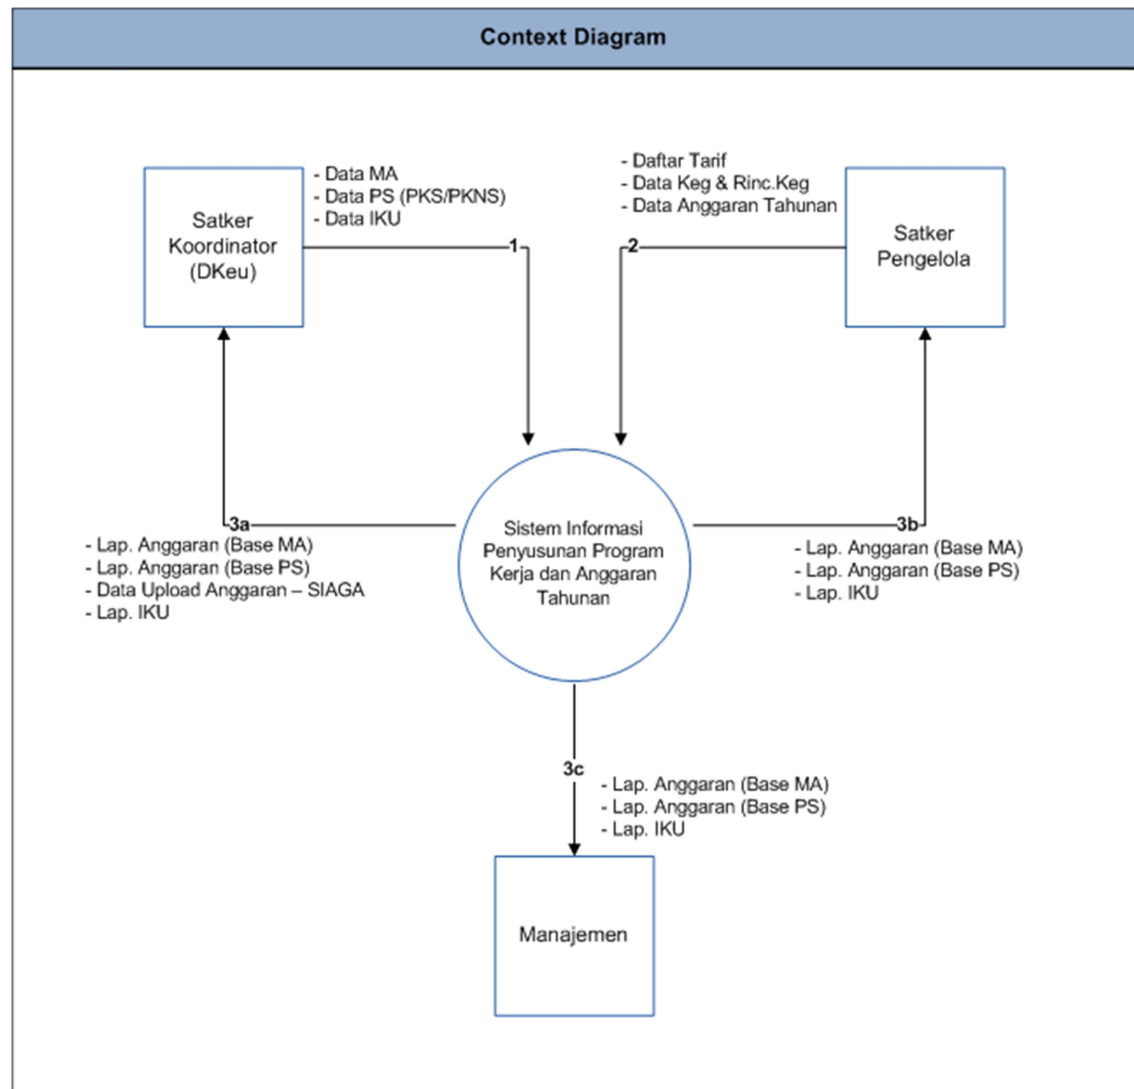 Context Diagram
- Data MA
- Data PS (PKS/PKNS)
- Data IKU
- Daftar Tarif
- Data Keg & Rinc.Keg
- Data Anggaran Tahunan
Satker
Koordinator
(DKeu)
1
2
Satker
Pengelola
3a
- Lap. Anggaran (Base MA)
- Lap. Anggaran (Base PS)
- Data Upload Anggaran – SIAGA
- Lap. IKU
Sistem Informasi
Penyusunan Program
Kerja dan Anggaran
Tahunan
3b
- Lap. Anggaran (Base MA)
- Lap. Anggaran (Base PS)
- Lap. IKU
3c
- Lap. Anggaran (Base MA)
- Lap. Anggaran (Base PS)
- Lap. IKU
Manajemen